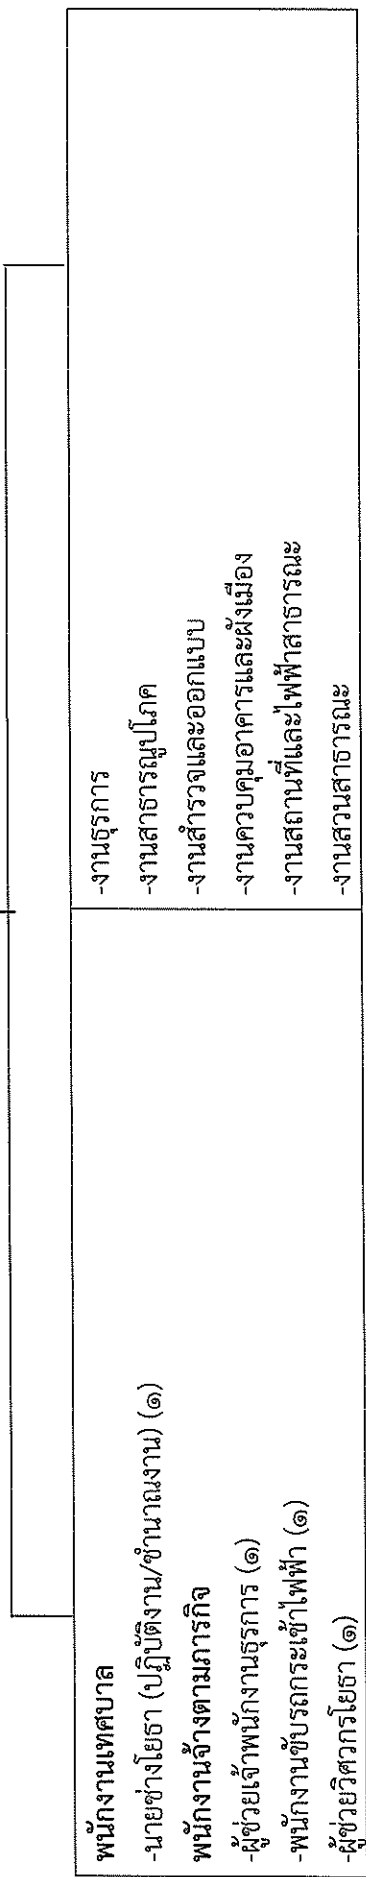 พนักงานเทศบาล
-นายช่างโยธา (ปฏิบัติงาน/ชำนาญงาน) (๑)
พนักงานจ้างตามภารกิจ
-ผู้ช่วยเจ้าพนักงานธุรการ (๑)
-พนักงานขับรถกระเช้าไฟฟ้า (๑)
-ผู้ช่วยวิศวกรโยธา (๑)
-งานธุรการ
-งานสาธารณูปโภค
-งานสำรวจและออกแบบ
-งานควบคุมอาคารและผังเมือง
-งานสถานที่และไฟฟ้าสาธารณะ
-งานสวนสาธารณะ